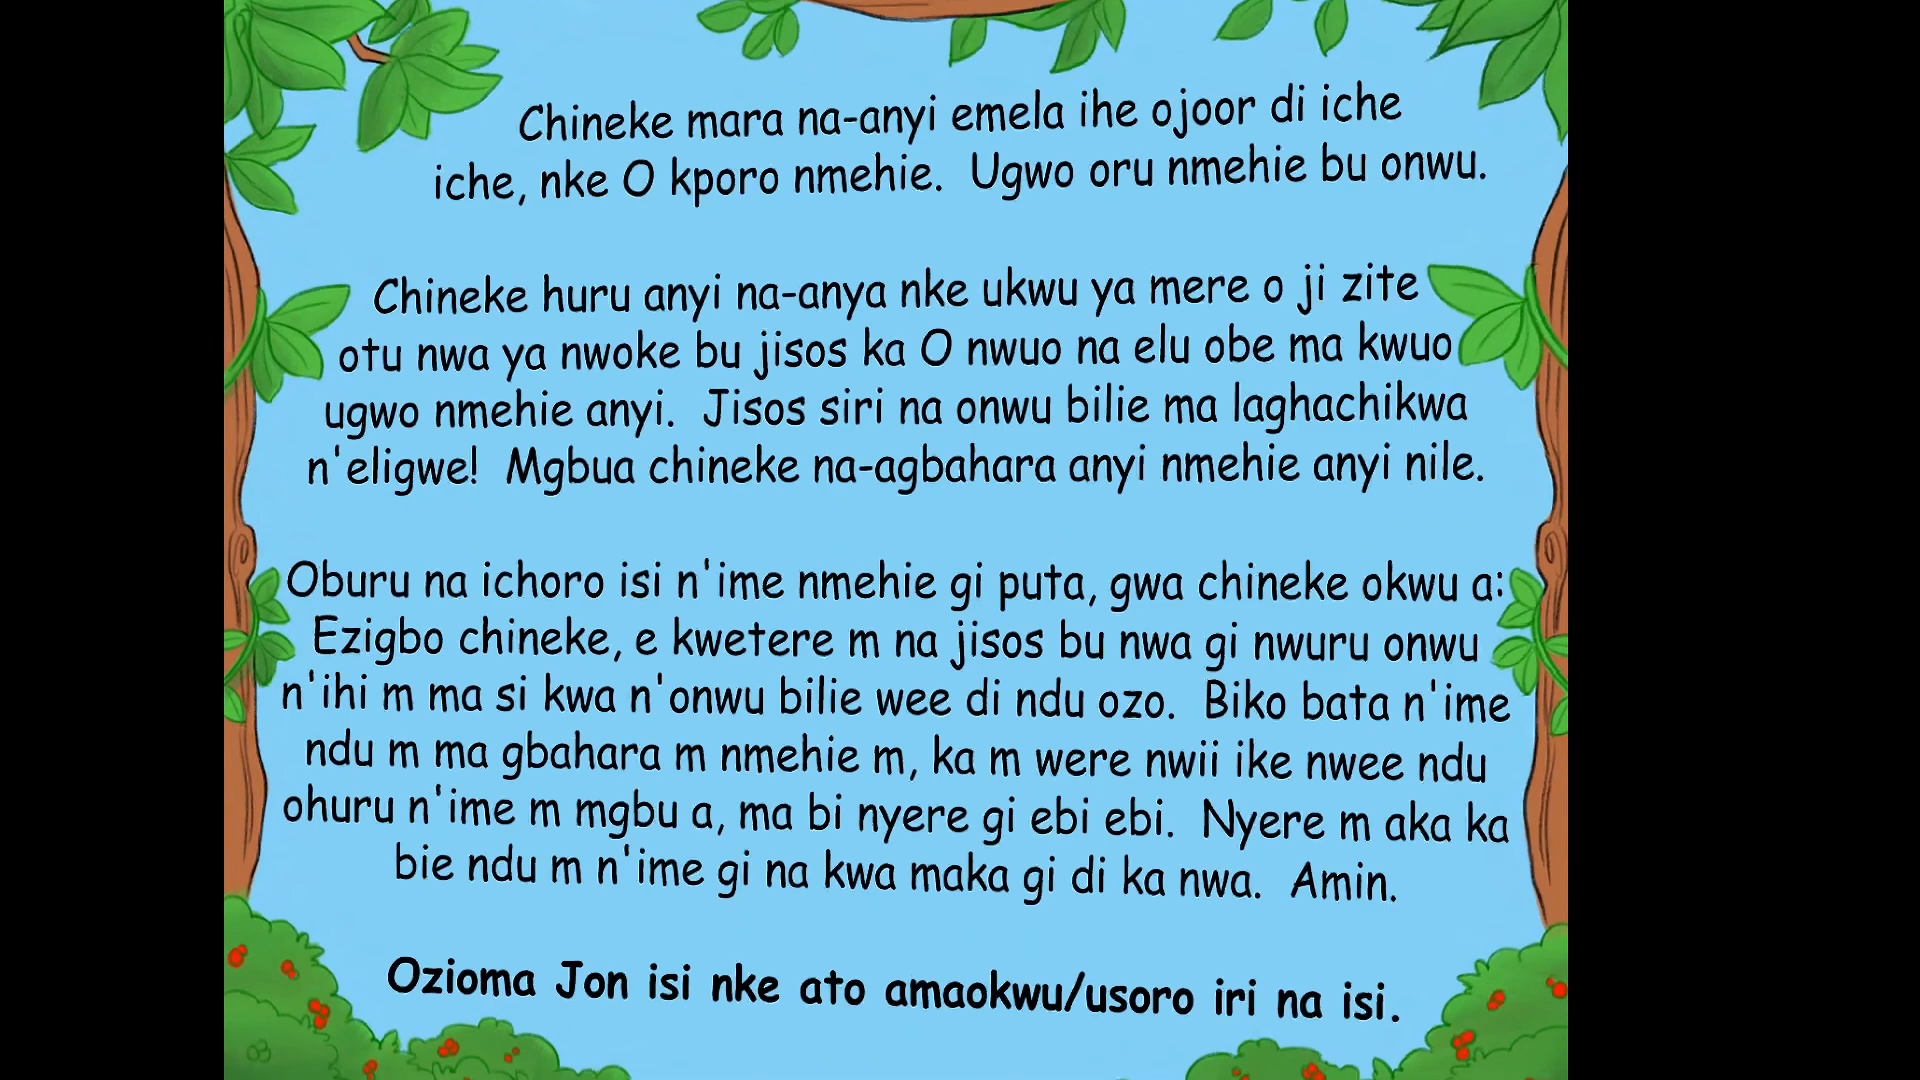 Chineke mara na-anyi emela ihe ojoor di iche
iche, nke O kporo nmehie. Ugwo oru nmehie bu onwu.
Chineke huru anyi na-anya nke ukwu ya mere o ji zite
otu nwa ya nwoke bu jisos ka O nwuo na elu obe ma kwuo
ugwo nmehie anyi. Jisos siri na onwu bilie ma laghachikwa
n'eligwe! Mgbua chineke na-agbahara anyi nmehie anyi nile.
Oburu na ichoro isi n'ime nmehie gi puta, gwa chineke okwu a:
Ezigbo chineke, e kwetere m na jisos bu nwa gi nwuru onwu
n'ihi m ma si kwa n'onwu bilie wee di ndu ozo. Biko bata n'ime
ndu m ma gbahara m nmehie m, ka m were nwii ike nwee ndu
ohuru n'ime m mgbu a, ma bi nyere gi ebi ebi. Nyere m aka ka
bie ndu m n'ime gi na kwa maka gi di ka nwa. Amin.
Ozioma Jon isi nke ato amaokwu/usoro iri na isi.